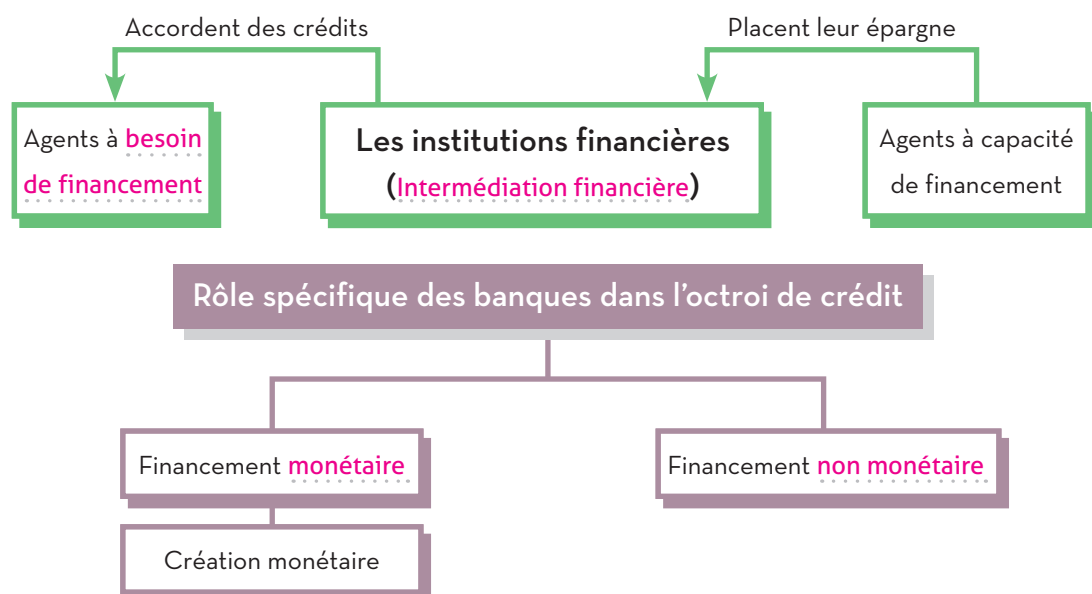 Accordent des crédits
Placent leur épargne
Agents à besoin
de financement
Les institutions financières
(Intermédiation financière)
Agents à capacité
de financement
Rôle spécifique des banques dans l’octroi de crédit
Financement monétaire
Financement non monétaire
Création monétaire